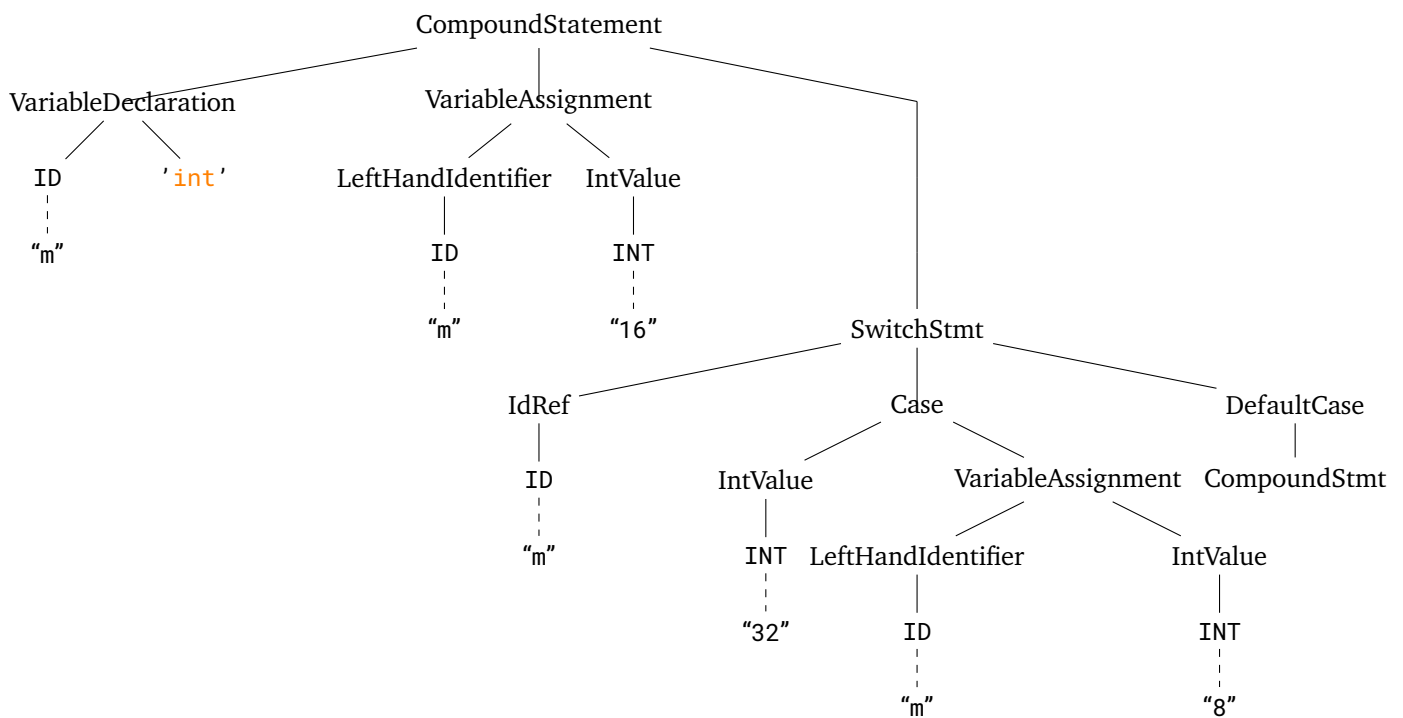 CompoundStatement
VariableDeclaration VariableAssignment
ID 'int' LeftHandIdentifier IntValue
“m” ID INT
“m” “16” SwitchStmt
IdRef Case DefaultCase
ID IntValue VariableAssignment CompoundStmt
“m” INT LeftHandIdentifier IntValue
“32” ID INT
“m” “8”